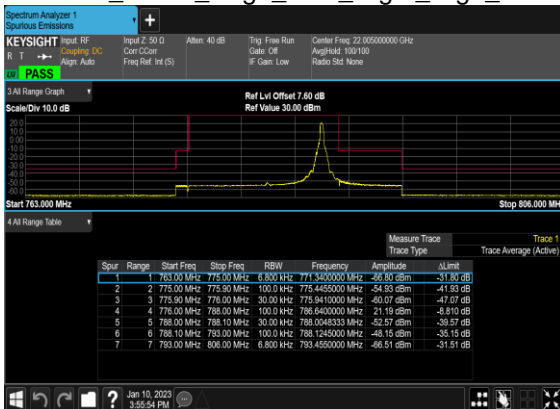 Spectrum Analyzer 1
Spurious Emissions
KEYSIGHT Input: RF Input Z: 50 Ω Atten: 40 dB Trig: Free Run Center Freq: 22.005000000 GHz
R T Coupling: DC Corr CCorr Gate: Off Avg|Hold: 100/100
Align: Auto Freq Ref: Int (S) IF Gain: Low Radio Std: None
PASS
3 All Range Graph Ref Lvl Offset 7.60 dB
Scale/Div 10.0 dB Ref Value 30.00 dBm
20.0
10.0
0.00
-10.0
-20.0
-30.0
-40.0
-50.0
-60.0
Start 763.000 MHz Stop 806.000 MHz
4 All Range Table
Measure Trace Trace 1
Trace Type Trace Average (Active)
Spur Range Start Freq Stop Freq RBW Frequency Amplitude ΔLimit
1 1 763.00 MHz 775.00 MHz 6.800 kHz 771.3400000 MHz -66.80 dBm -31.80 dB
2 2 775.00 MHz 775.90 MHz 100.0 kHz 775.4455000 MHz -54.93 dBm -41.93 dB
3 3 775.90 MHz 776.00 MHz 30.00 kHz 775.9410000 MHz -60.07 dBm -47.07 dB
4 4 776.00 MHz 788.00 MHz 100.0 kHz 786.6400000 MHz 21.19 dBm -8.810 dB
5 5 788.00 MHz 788.10 MHz 30.00 kHz 788.0048333 MHz -52.57 dBm -39.57 dB
6 6 788.10 MHz 793.00 MHz 100.0 kHz 788.1245000 MHz -48.15 dBm -35.15 dB
7 7 793.00 MHz 806.00 MHz 6.800 kHz 793.4550000 MHz -66.51 dBm -31.51 dB
? Jan 10, 2023
3:55:54 PM